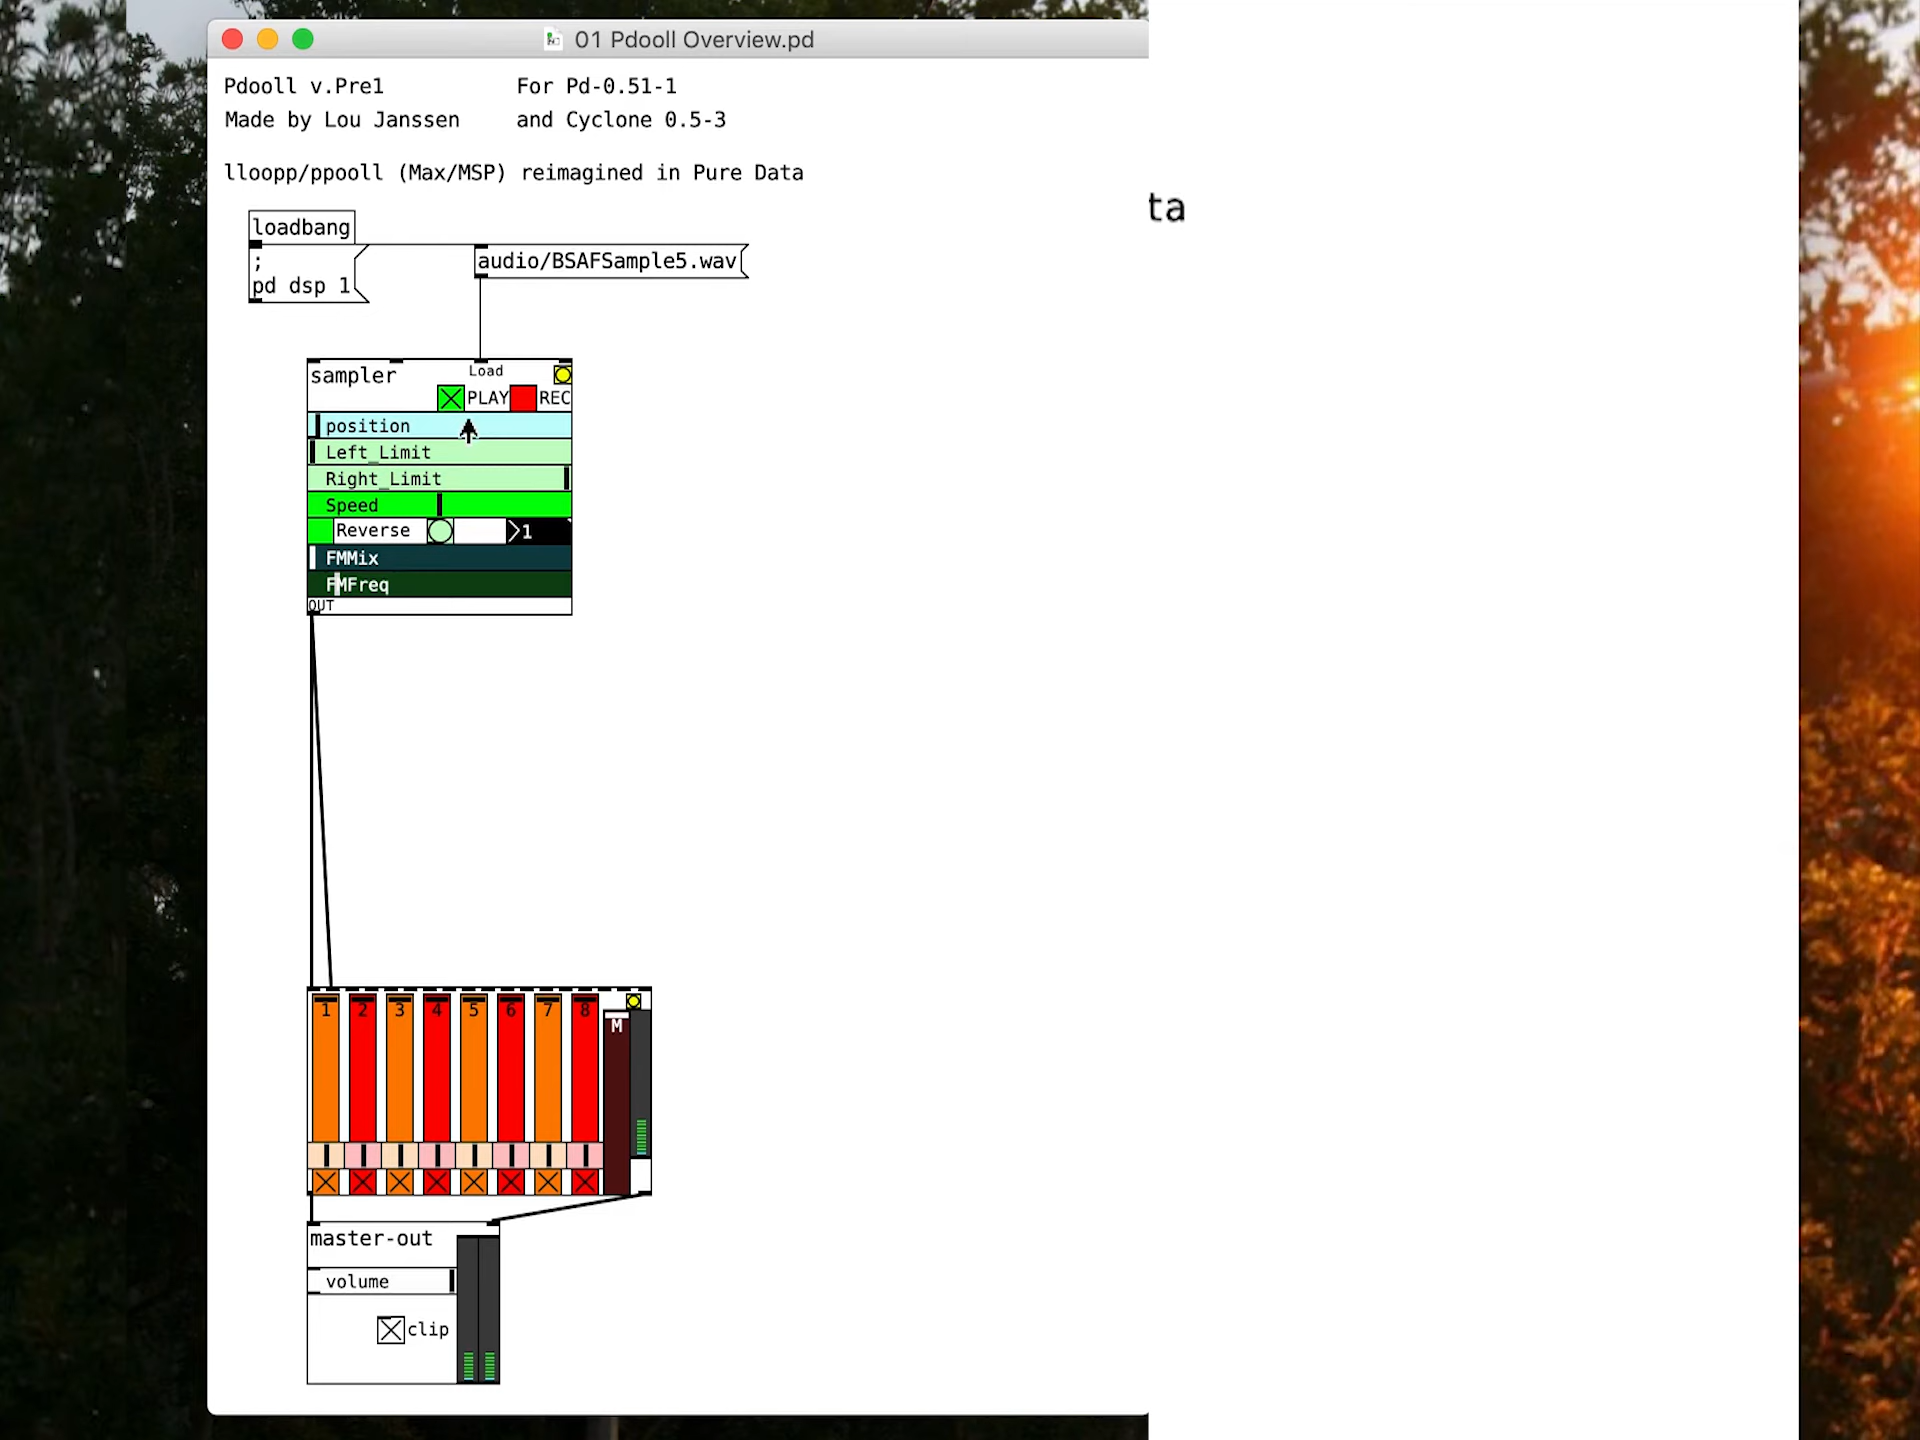 01 Pdooll Overview.pd
Pdooll v.Pre1
For Pd-0.51-1
Made by Lou Janssen
and Cyclone 0.5-3
lloopp/ppooll (Max/MSP) reimagined in Pure Data
ta
loadbang
;
pd dsp 1
audio/BSAFSample5.wav
sampler
Load
PLAY
REC
position
Left_Limit
Right_Limit
Speed
Reverse
>1
FMMix
FMFreq
OUT
1 2 3 4 5 6 7 8 M
master-out
volume
clip